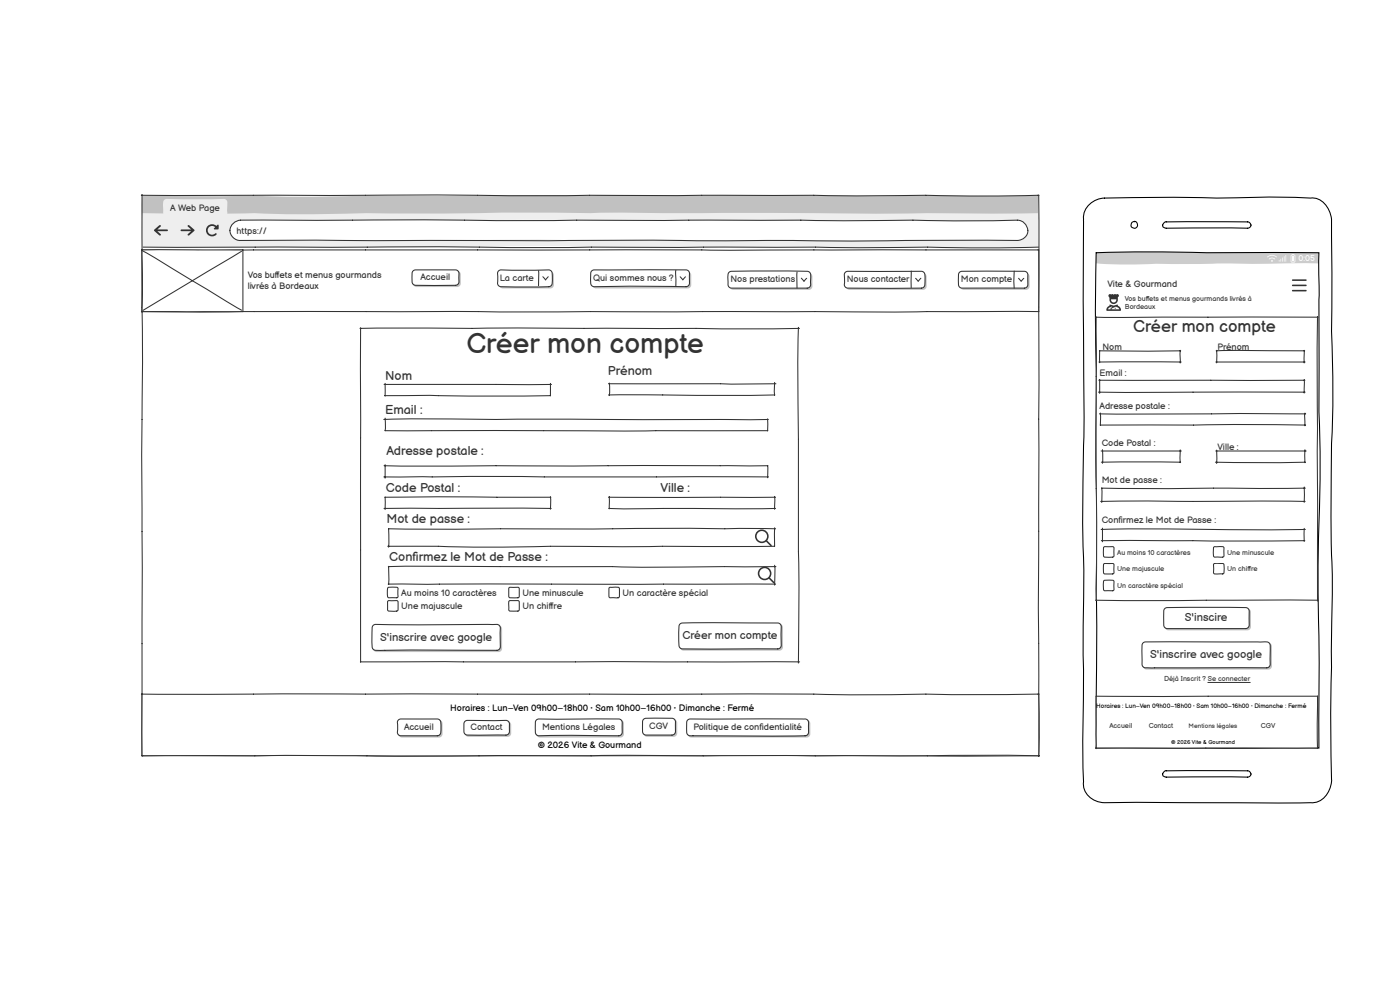 A Web Page
https://
Vos buffets et menus gourmands
livrés à Bordeaux
Accueil
La carte
Qui sommes nous ?
Nos prestations
Nous contacter
Mon compte
Créer mon compte
Nom
Prénom
Email :
Adresse postale :
Code Postal :
Ville :
Mot de passe :
Confirmez le Mot de Passe :
Au moins 10 caractères
Une minuscule
Un caractère spécial
Une majuscule
Un chiffre
S'inscrire avec google
Créer mon compte
Horaires : Lun–Ven 09h00–18h00 · Sam 10h00–16h00 · Dimanche : Fermé
Accueil
Contact
Mentions Légales
CGV
Politique de confidentialité
© 2026 Vite & Gourmand
0:05
Vite & Gourmand
Vos buffets et menus gourmands livrés à
Bordeaux
Créer mon compte
Nom
Prénom
Email :
Adresse postale :
Code Postal :
Ville :
Mot de passe :
Confirmez le Mot de Passe :
Au moins 10 caractères
Une minuscule
Une majuscule
Un chiffre
Un caractère spécial
S'inscire
S'inscrire avec google
Déjà Inscrit ? Se connecter
Horaires : Lun–Ven 09h00–18h00 · Sam 10h00–16h00 · Dimanche : Fermé
Accueil
Contact
Mentions légales
CGV
© 2026 Vite & Gourmand